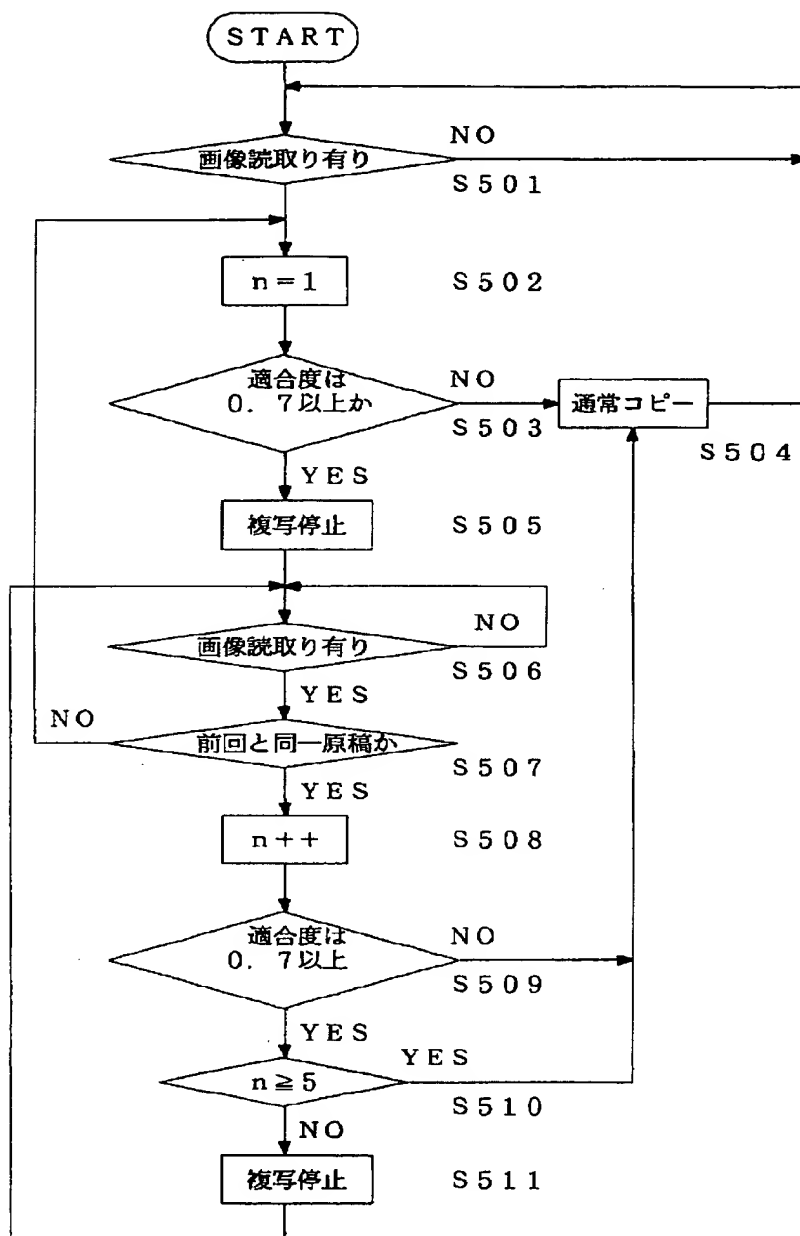 START
NO
画像読取り有り
S501
n=1
S502
適合度は
0.7以上か
NO
S503
通常コピー
S504
YES
複写停止
S505
画像読取り有り
NO
S506
YES
NO
前回と同一原稿か
S507
YES
n++
S508
適合度は
0.7以上
NO
S509
YES
n≧5
YES
S510
NO
複写停止
S511